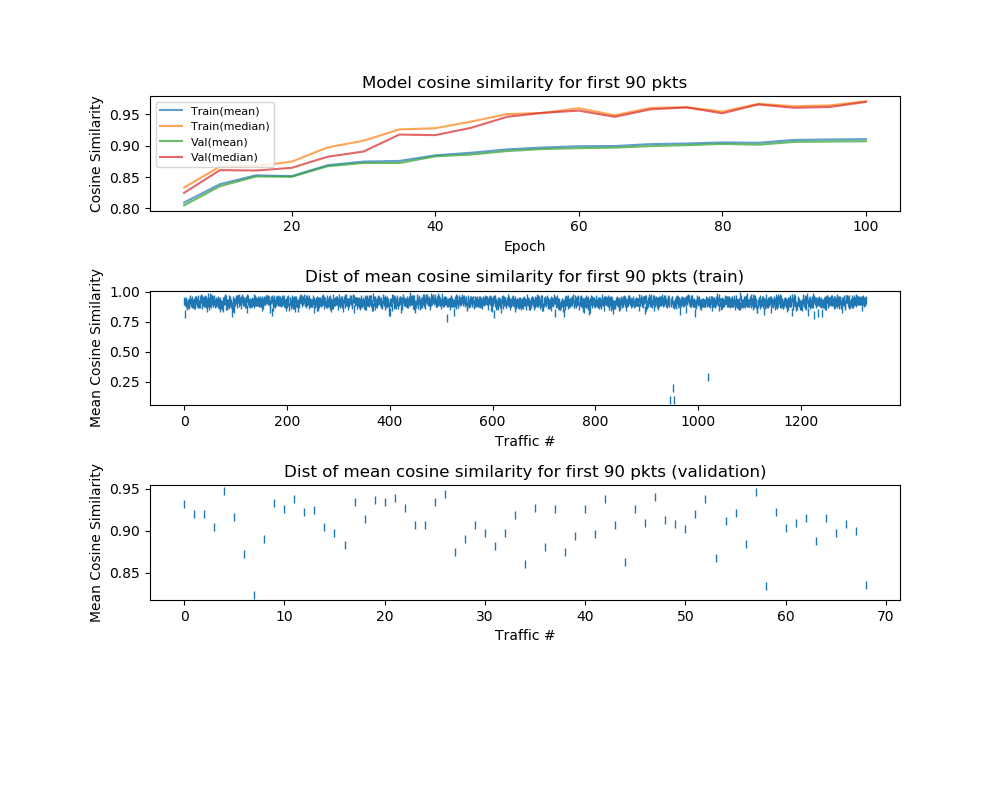 Model cosine similarity for first 90 pkts
Cosine Similarity
0.95
0.90
0.85
0.80
Train(mean)
Train(median)
Val(mean)
Val(median)
20 40 60 80 100
Epoch
Dist of mean cosine similarity for first 90 pkts (train)
Mean Cosine Similarity
1.00
0.75
0.50
0.25
0 200 400 600 800 1000 1200
Traffic #
Dist of mean cosine similarity for first 90 pkts (validation)
Mean Cosine Similarity
0.95
0.90
0.85
0 10 20 30 40 50 60 70
Traffic #